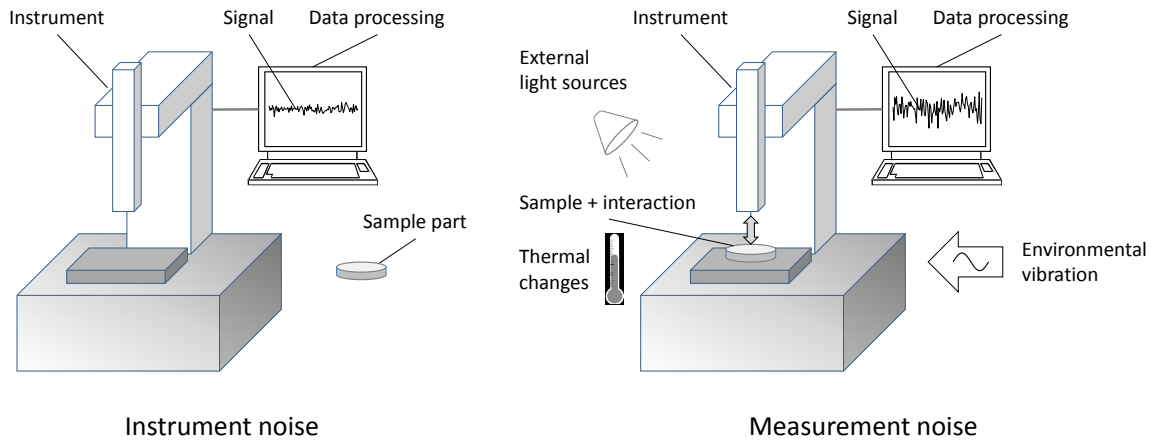 Instrument
Signal
Data processing
Sample part
Instrument noise
Instrument
Signal
Data processing
External
light sources
Sample + interaction
Thermal
changes
Environmental
vibration
Measurement noise